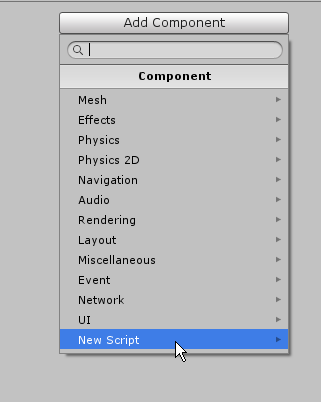 Add Component
Component
Mesh
Effects
Physics
Physics 2D
Navigation
Audio
Rendering
Layout
Miscellaneous
Event
Network
UI
New Script